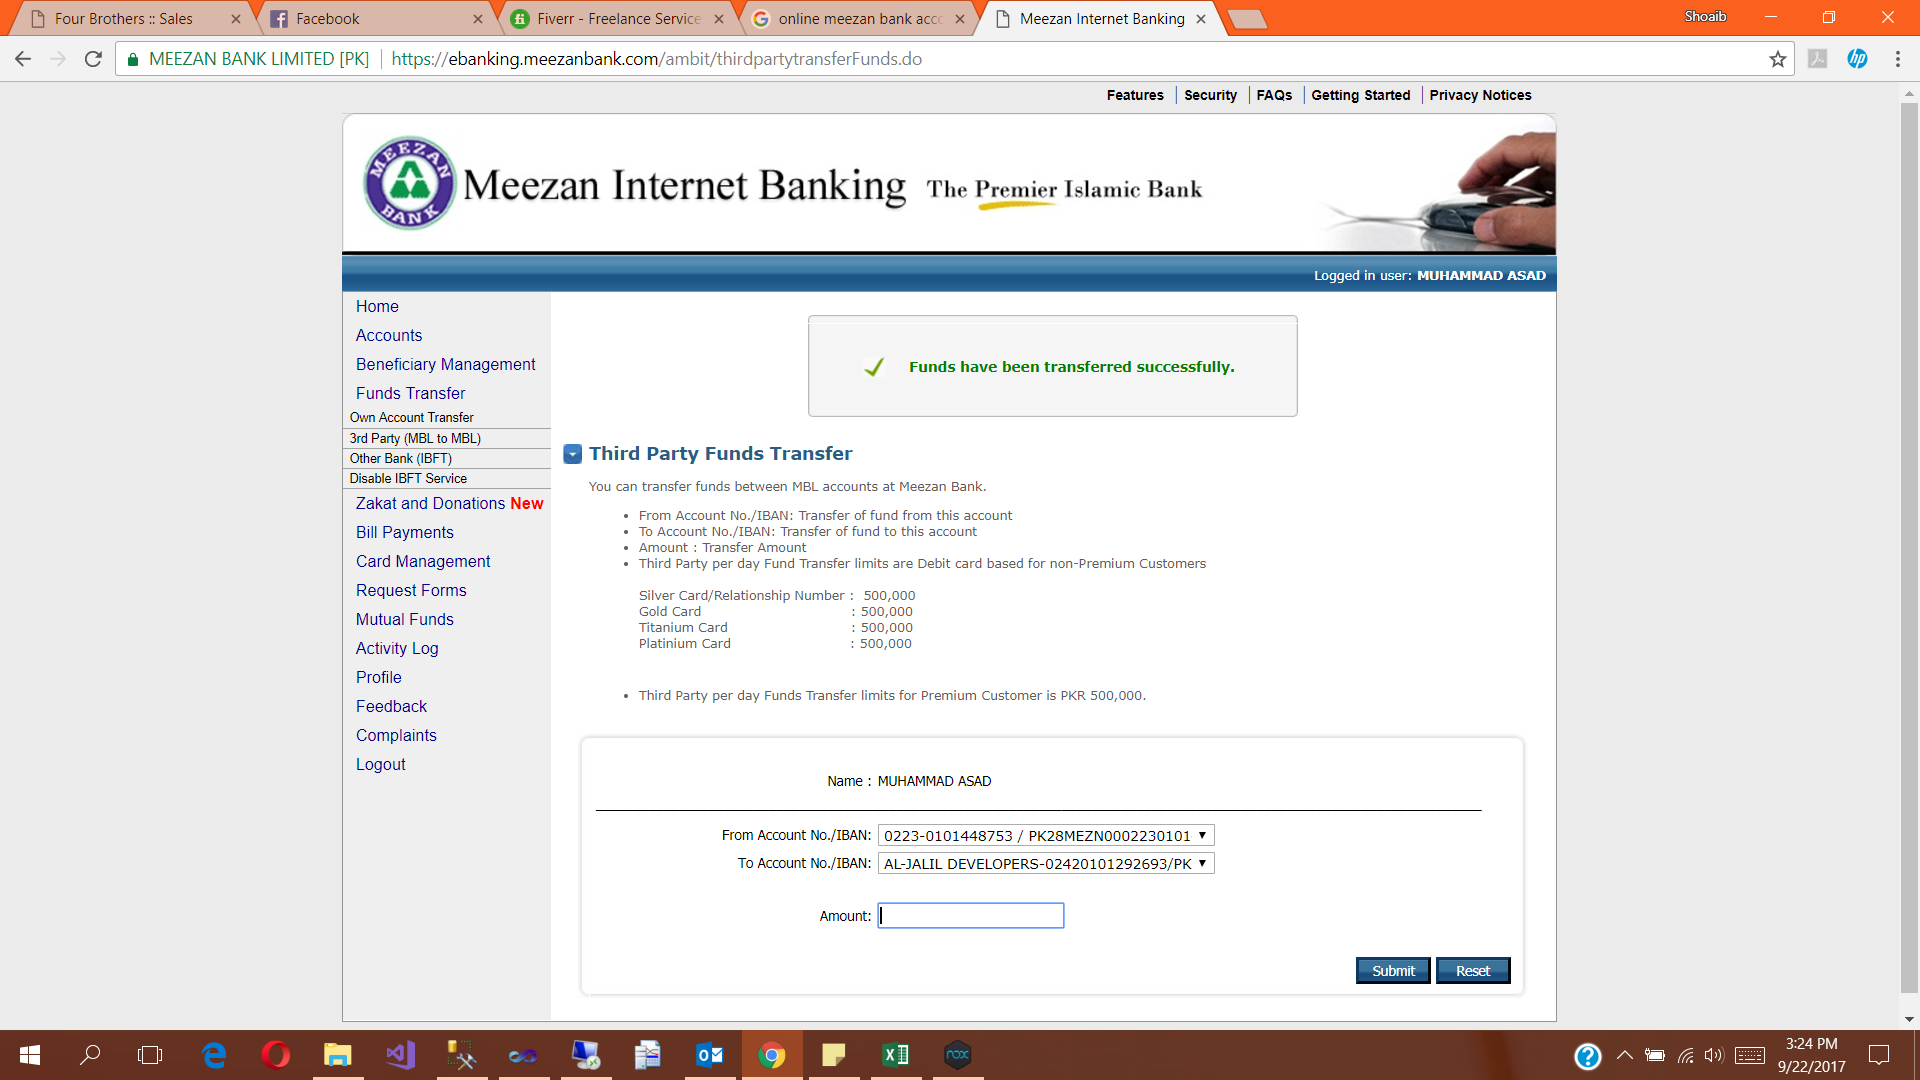 Four Brothers :: Sales
Facebook
Fiverr - Freelance Service
online meezan bank acc
Meezan Internet Banking
Shoaib
MEEZAN BANK LIMITED [PK]
https://ebanking.meezanbank.com/ambit/thirdpartytransferFunds.do
Features
Security
FAQs
Getting Started
Privacy Notices
MEEZAN
BANK
Meezan Internet Banking
The Premier Islamic Bank
Logged in user: MUHAMMAD ASAD
Home
Accounts
Beneficiary Management
Funds Transfer
Own Account Transfer
3rd Party (MBL to MBL)
Other Bank (IBFT)
Disable IBFT Service
Zakat and Donations New
Bill Payments
Card Management
Request Forms
Mutual Funds
Activity Log
Profile
Feedback
Complaints
Logout
Funds have been transferred successfully.
Third Party Funds Transfer
You can transfer funds between MBL accounts at Meezan Bank.
• From Account No./IBAN: Transfer of fund from this account
• To Account No./IBAN: Transfer of fund to this account
• Amount : Transfer Amount
• Third Party per day Fund Transfer limits are Debit card based for non-Premium Customers
Silver Card/Relationship Number : 500,000
Gold Card : 500,000
Titanium Card : 500,000
Platinium Card : 500,000
• Third Party per day Funds Transfer limits for Premium Customer is PKR 500,000.
Name : MUHAMMAD ASAD
From Account No./IBAN: 0223-0101448753 / PK28MEZN0002230101
To Account No./IBAN: AL-JALIL DEVELOPERS-02420101292693/PK
Amount:
Submit
Reset
nox
3:24 PM
9/22/2017